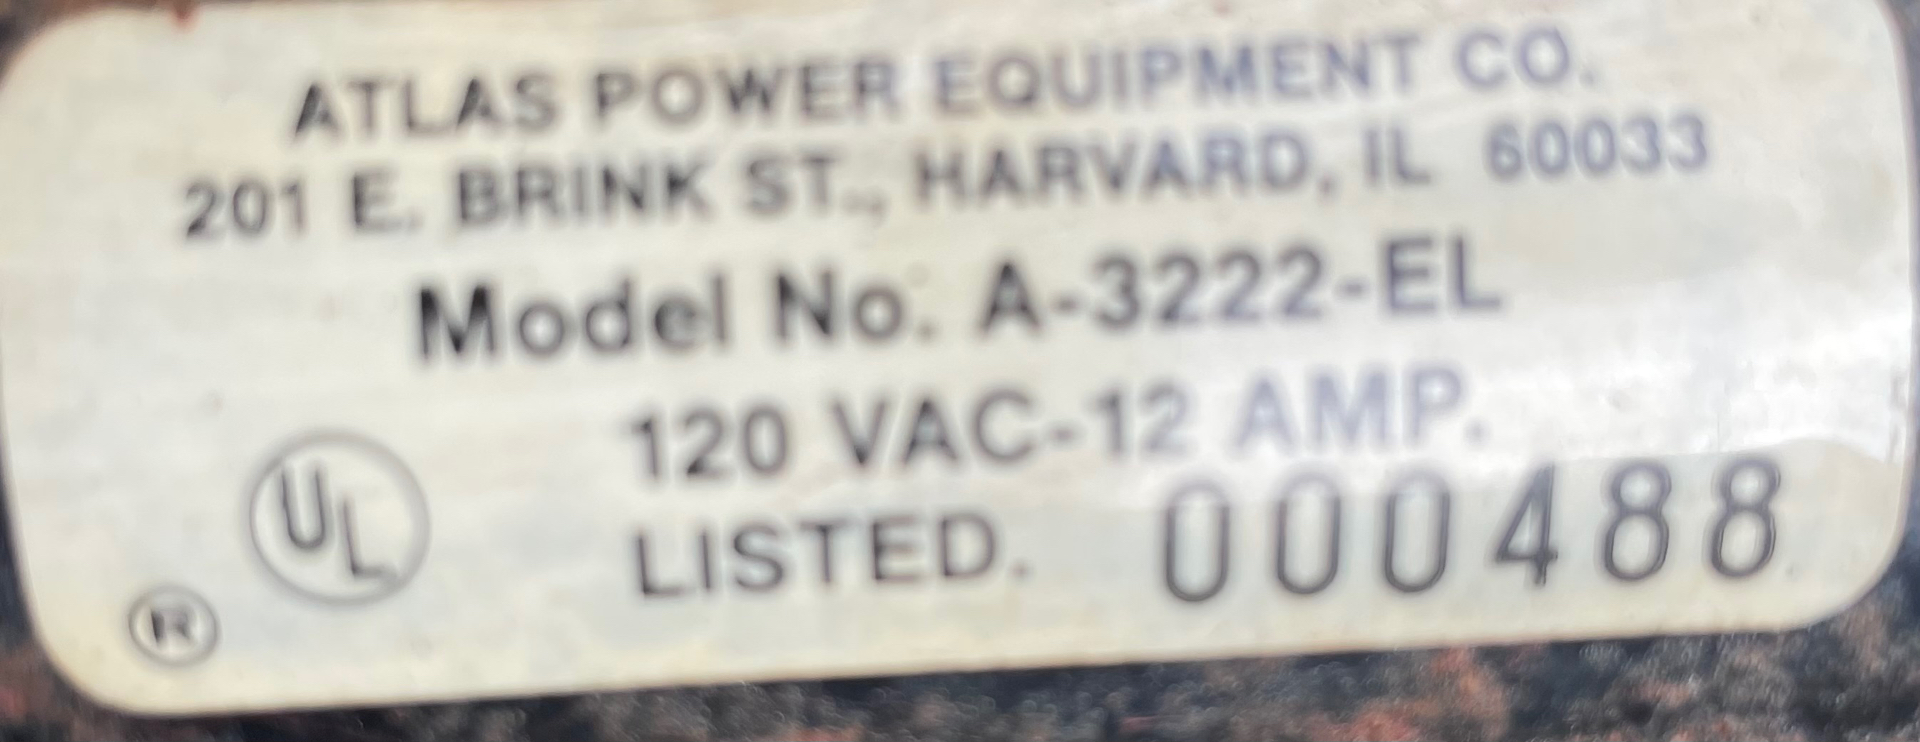 ATLAS POWER EQUIPMENT CO.
201 E. BRINK ST., HARVARD, IL 60033
Model No. A-3222-EL
120 VAC-12 AMP.
UL LISTED. 000488
®